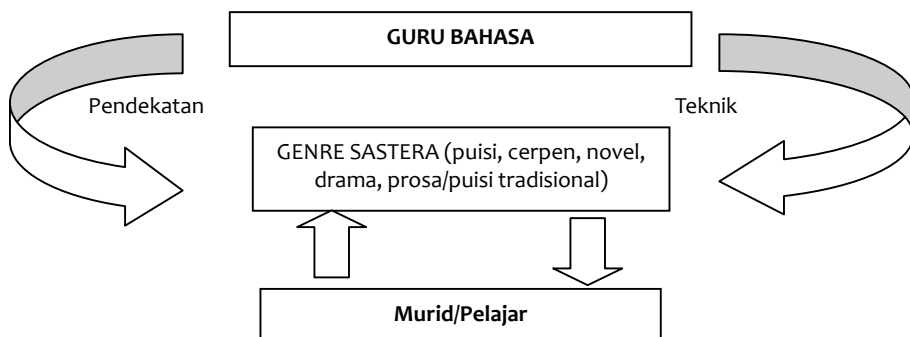 GURU BAHASA
Pendekatan
Teknik
GENRE SASTERA (puisi, cerpen, novel,
drama, prosa/puisi tradisional)
Murid/Pelajar